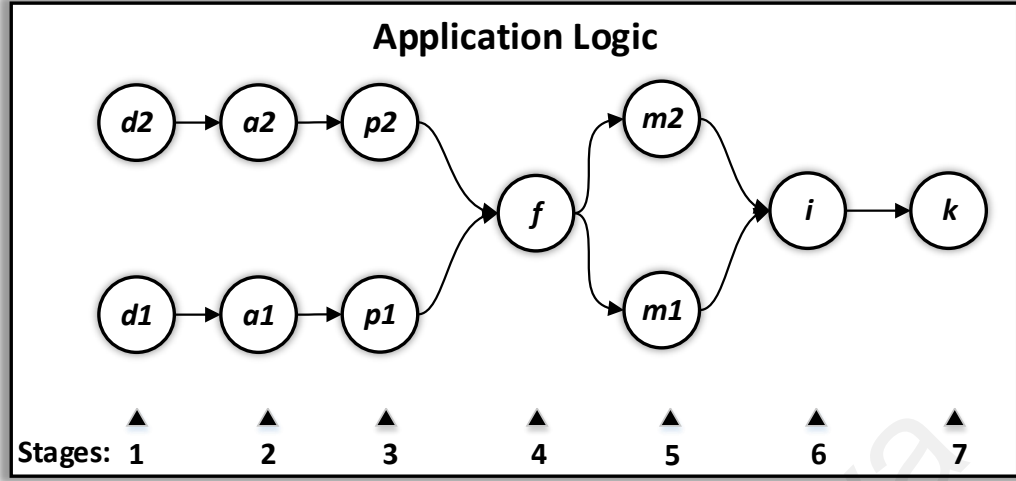 Application Logic
d2 a2 p2 m2
f i k
d1 a1 p1 m1
Stages: 1 2 3 4 5 6 7